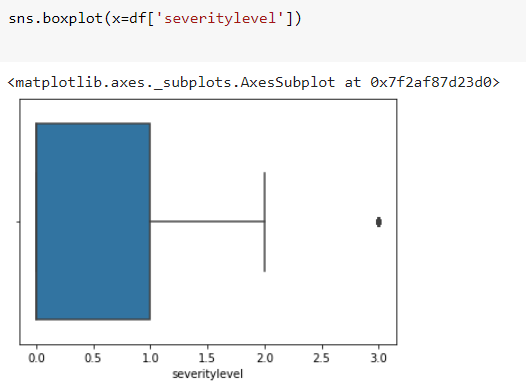 sns.boxplot(x=df['severitylevel'])
<matplotlib.axes._subplots.AxesSubplot at 0x7f2af87d23d0>
0.0 0.5 1.0 1.5 2.0 2.5 3.0
severitylevel